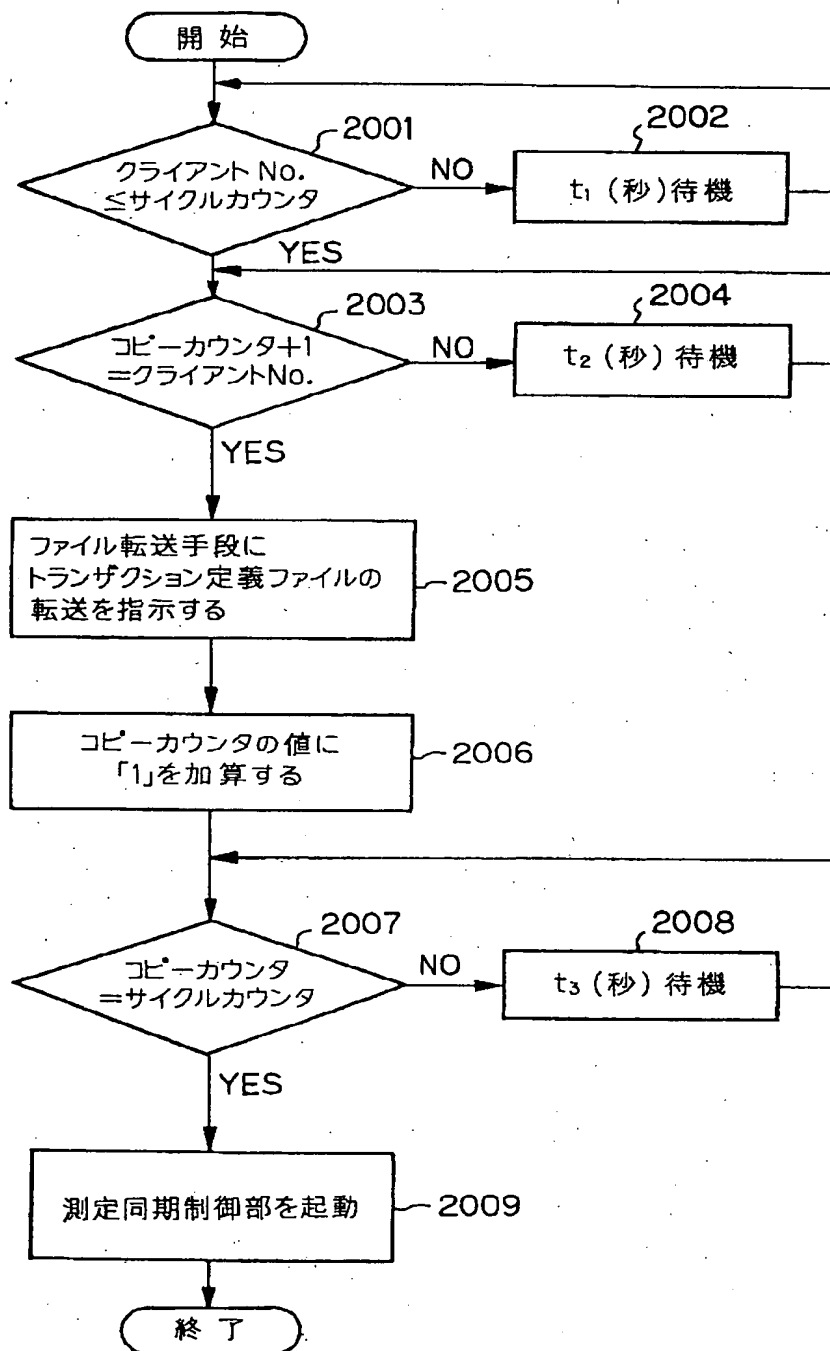 開始
2001
クライアント No.
≦サイクルカウンタ
NO
2002
t1 (秒) 待機
YES
2003
コピーカウンタ+1
=クライアントNo.
NO
2004
t2 (秒) 待機
YES
ファイル転送手段に
トランザクション定義ファイルの
転送を指示する
2005
コピーカウンタの値に
「1」を加算する
2006
2007
コピーカウンタ
=サイクルカウンタ
NO
2008
t3 (秒) 待機
YES
測定同期制御部を起動
2009
終了